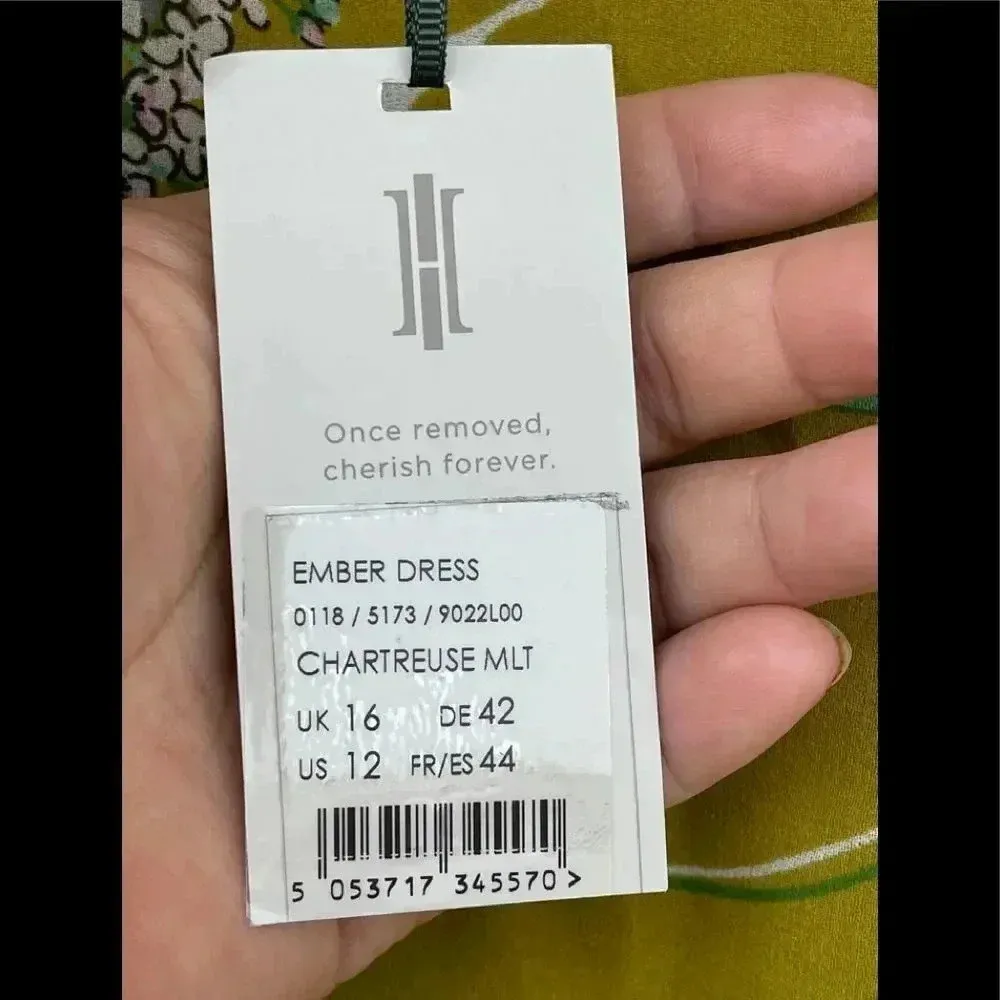 Once removed,
cherish forever.
EMBER DRESS
0118 / 5173 / 9022L00
CHARTREUSE MLT
UK 16 DE 42
US 12 FR/ES 44
5 053717 345570 >